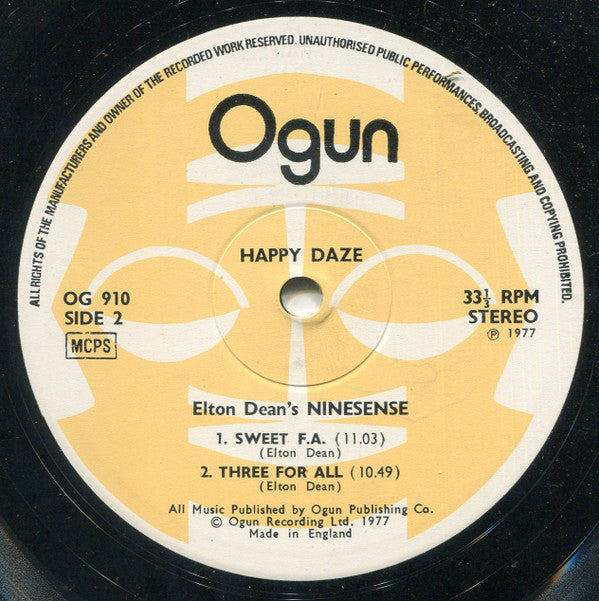 ALL RIGHTS OF THE MANUFACTURERS AND OWNER OF THE RECORDED WORK RESERVED. UNAUTHORISED PUBLIC PERFORMANCES, BROADCASTING AND COPYING PROHIBITED.
Ogun
HAPPY DAZE
OG 910
SIDE 2
MCPS
33⅓ RPM
STEREO
℗ 1977
Elton Dean's NINESENSE
1. SWEET F.A. (11.03)
(Elton Dean)
2. THREE FOR ALL (10.49)
(Elton Dean)
All Music Published by Ogun Publishing Co.
© Ogun Recording Ltd. 1977
Made in England